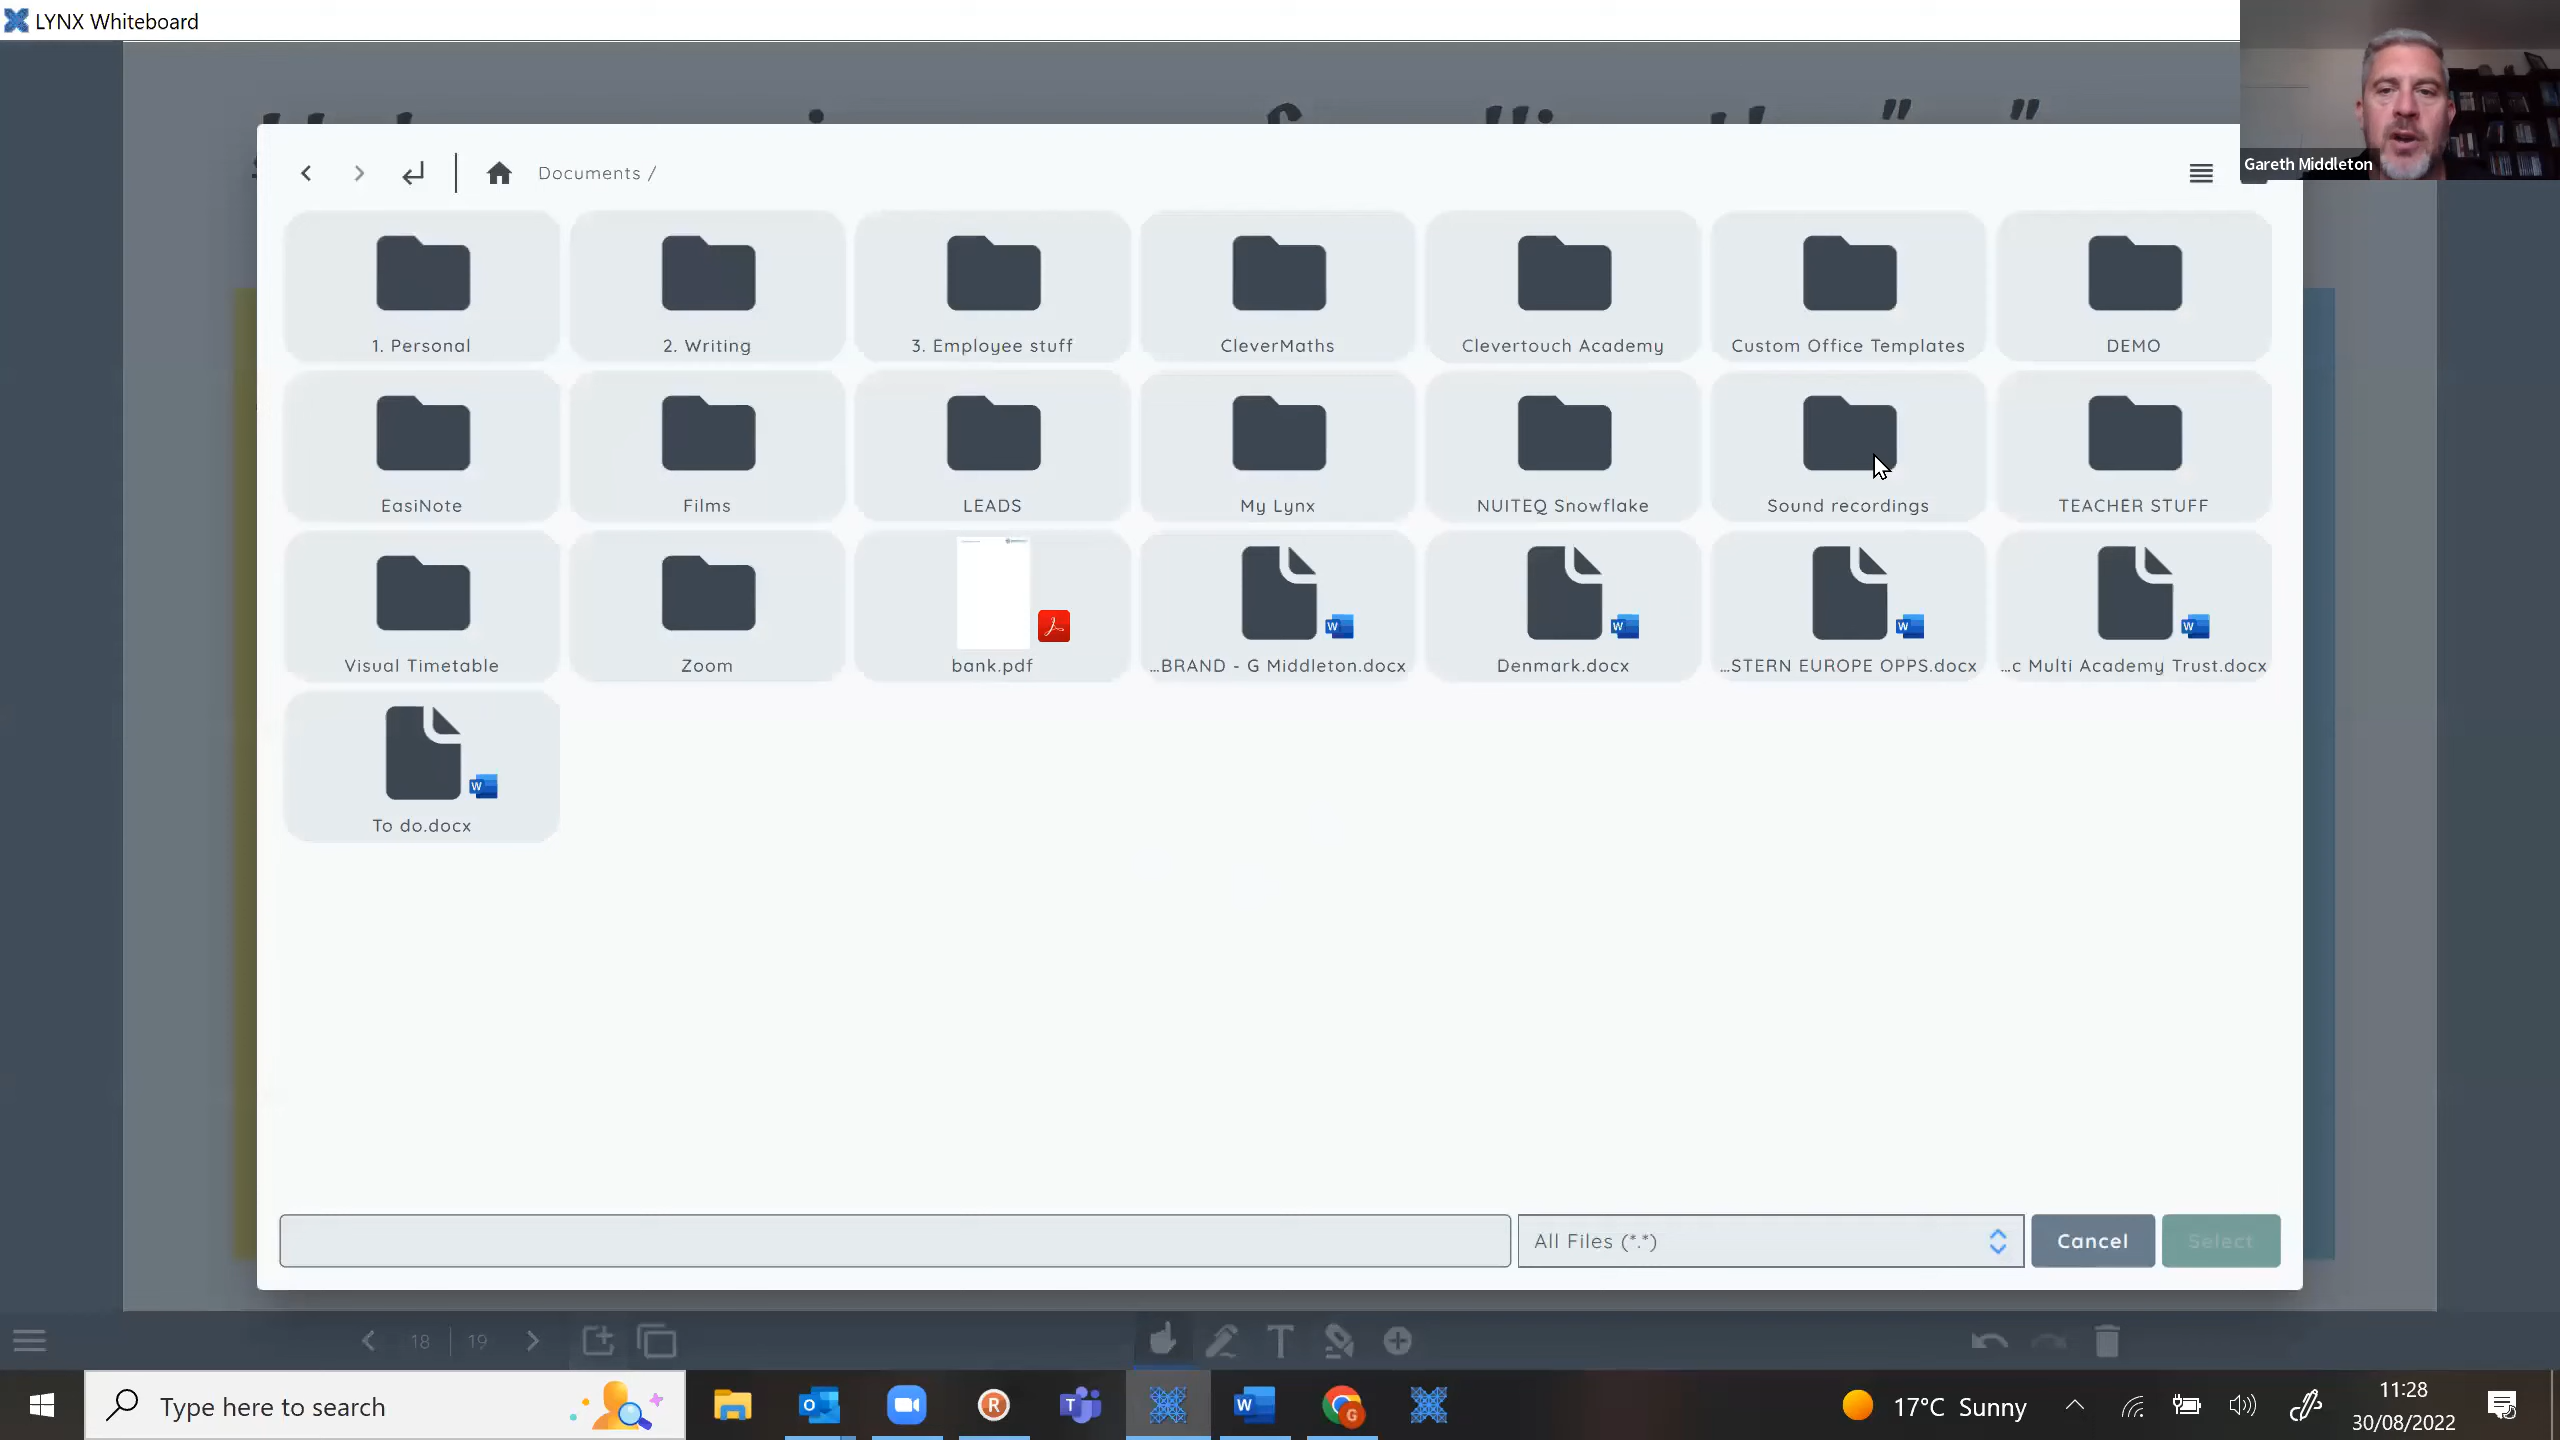 LYNX Whiteboard
Gareth Middleton
Documents /
1. Personal
2. Writing
3. Employee stuff
CleverMaths
Clevertouch Academy
Custom Office Templates
DEMO
EasiNote
Films
LEADS
My Lynx
NUITEQ Snowflake
Sound recordings
TEACHER STUFF
Visual Timetable
Zoom
bank.pdf
...BRAND - G Middleton.docx
Denmark.docx
...STERN EUROPE OPPS.docx
...c Multi Academy Trust.docx
To do.docx
All Files (*.*)
Cancel
Select
18 | 19
Type here to search
17°C Sunny
11:28
30/08/2022